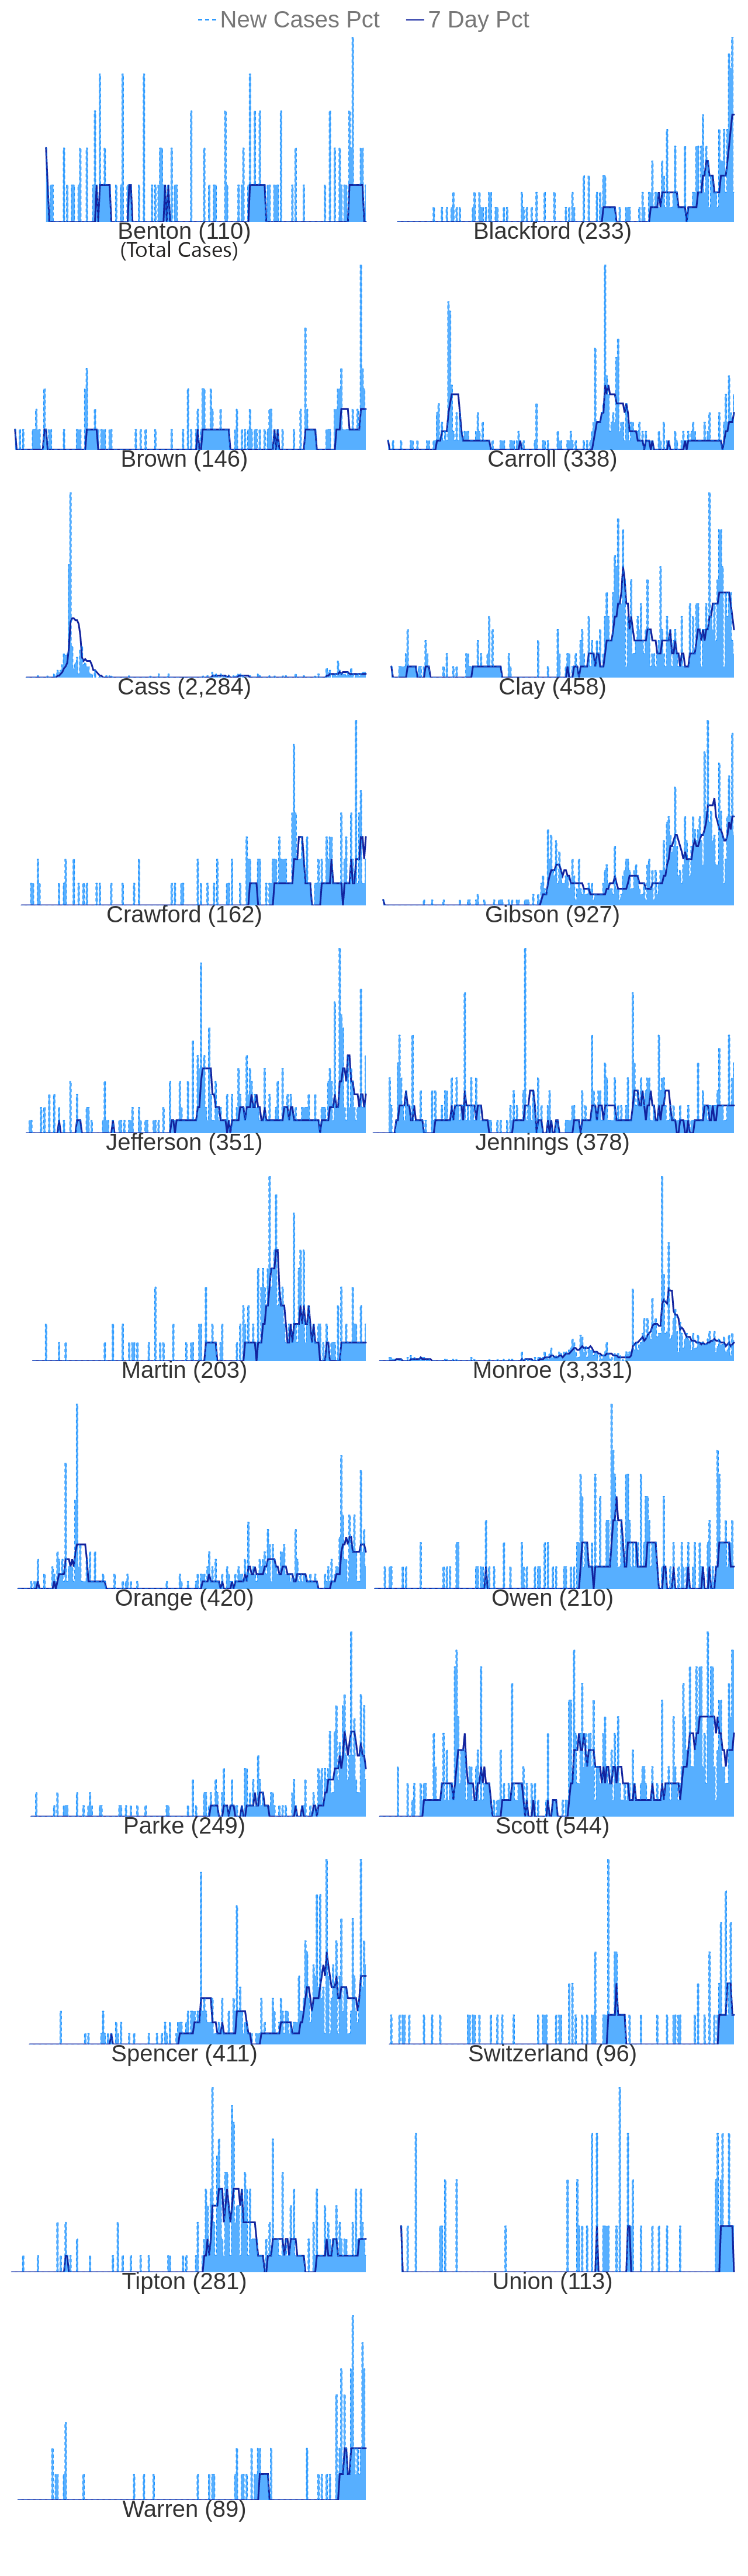 New Cases Pct 7 Day Pct
Benton (110) Blackford (233)
(Total Cases)
Brown (146) Carroll (338)
Cass (2,284) Clay (458)
Crawford (162) Gibson (927)
Jefferson (351) Jennings (378)
Martin (203) Monroe (3,331)
Orange (420) Owen (210)
Parke (249) Scott (544)
Spencer (411) Switzerland (96)
Tipton (281) Union (113)
Warren (89)